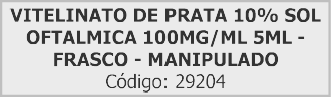 VITELINATO DE PRATA 10% SOL
OFTALMICA 100MG/ML 5ML -
FRASCO - MANIPULADO
Código: 29204